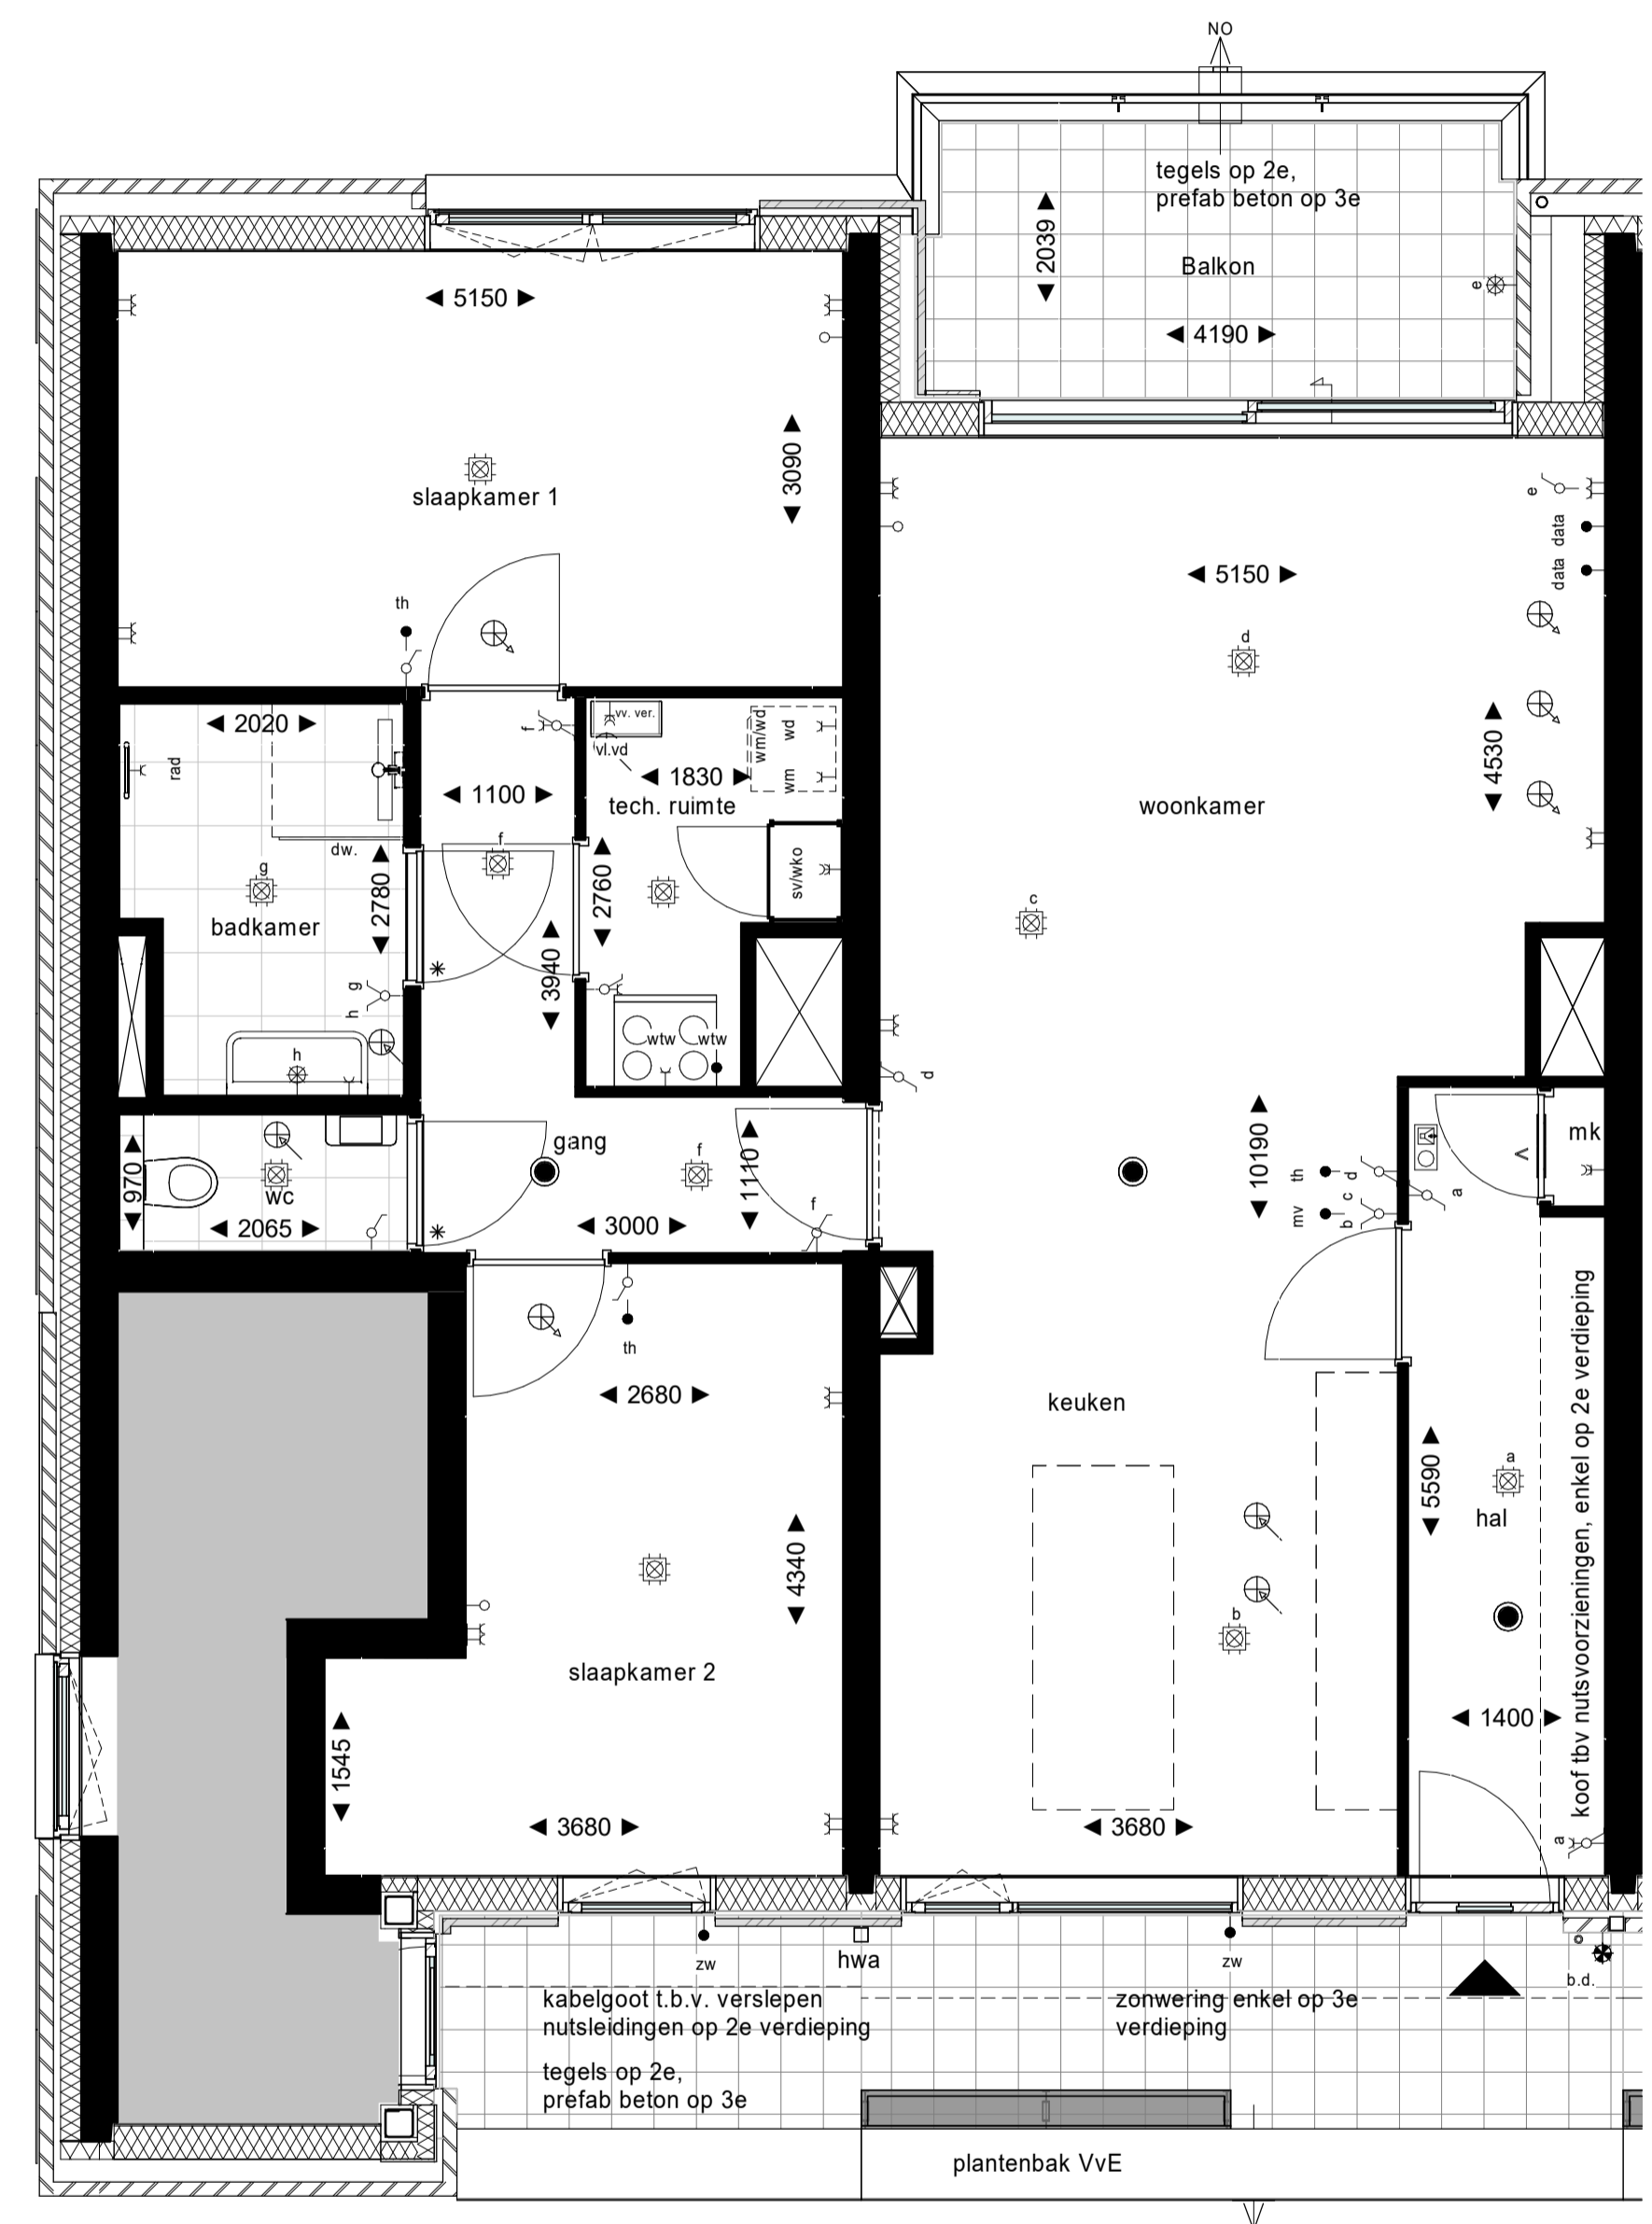 NO
tegels op 2e,
prefab beton op 3e
2039
Balkon
e
4190
5150
3090
slaapkamer 1
th
e
data data
5150
d
4530
woonkamer
c
2020
rad
dw.
g
badkamer
2780
g
h
h
f
1100
f
3940
vv. ver.
vl.vd
wm/wd
wd
wm
1830
tech. ruimte
2760
sv/wko
wtw
wtw
d
970
wc
2065
gang
f
1110
3000
f
10190
th
mv
d
c
b
a
mk
<
th
2680
keuken
5590
a
hal
koof tbv nutsvoorzieningen, enkel op 2e verdieping
4340
b
slaapkamer 2
1545
3680
3680
1400
a
zw
hwa
zw
b.d.
kabelgoot t.b.v. verslepen
nutsleidingen op 2e verdieping
zonwering enkel op 3e
verdieping
tegels op 2e,
prefab beton op 3e
plantenbak VvE